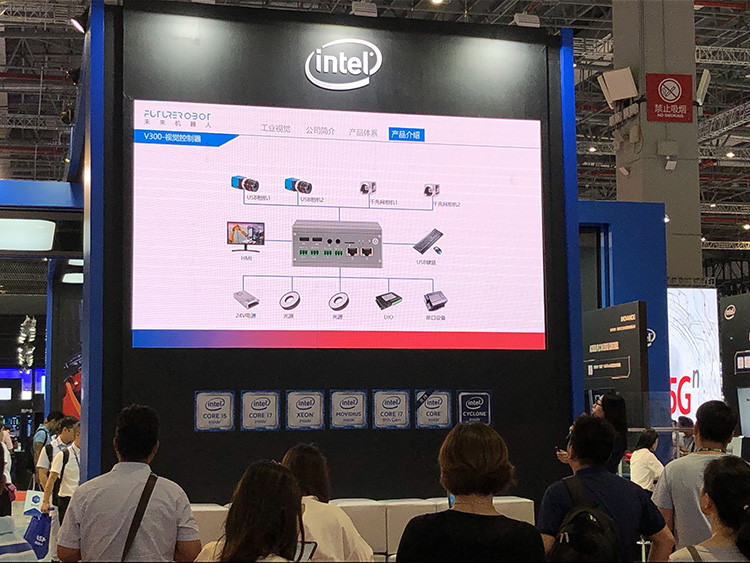 intel
禁止吸烟
NO SMOKING
FUTUREROBOT
未来机器人
V300-视觉控制器
工业视觉 公司简介 产品体系 产品介绍
USB相机1 USB相机2 千兆网相机1 千兆网相机2
HMI
USB键鼠
24V电源 光源 光源 DIO 串口设备
intel CORE i5 inside
intel CORE i7 inside
intel XEON inside
intel MOVIDIUS inside
intel CORE i7 8th Gen
intel CORE inside
intel CYCLONE inside
intel
5G